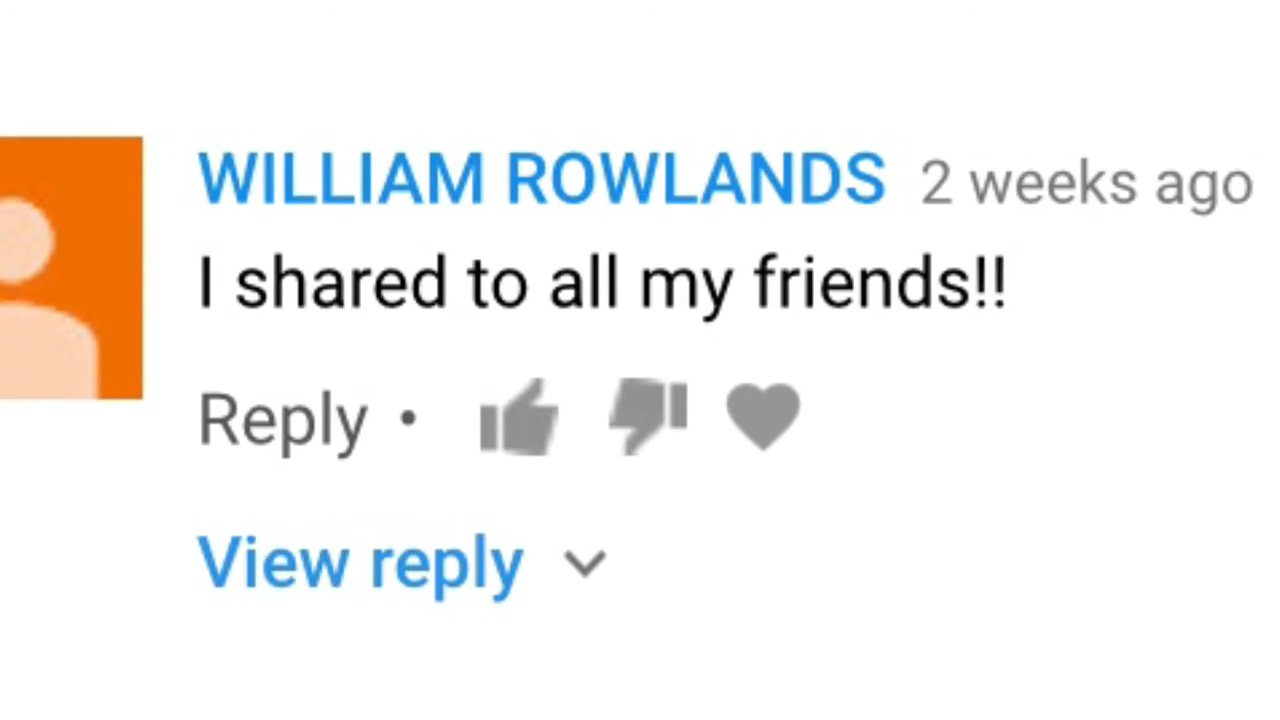 WILLIAM ROWLANDS 2 weeks ago
I shared to all my friends!!
Reply •
View reply